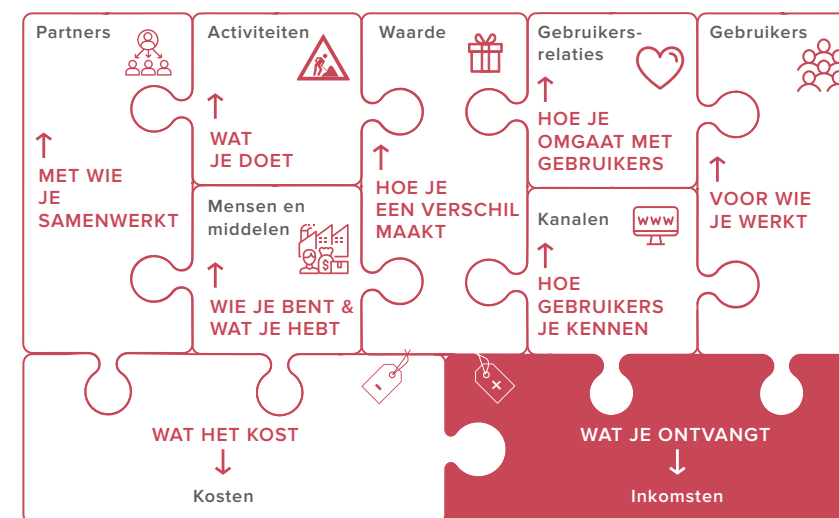 Partners
MET WIE
JE
SAMENWERKT
Activiteiten
WAT
JE DOET
Mensen en
middelen
WIE JE BENT &
WAT JE HEBT
Waarde
HOE JE
EEN VERSCHIL
MAAKT
Gebruikers-
relaties
HOE JE
OMGAAT MET
GEBRUIKERS
Kanalen
www
HOE
GEBRUIKERS
JE KENNEN
Gebruikers
VOOR WIE
JE WERKT
WAT HET KOST
Kosten
WAT JE ONTVANGT
Inkomsten